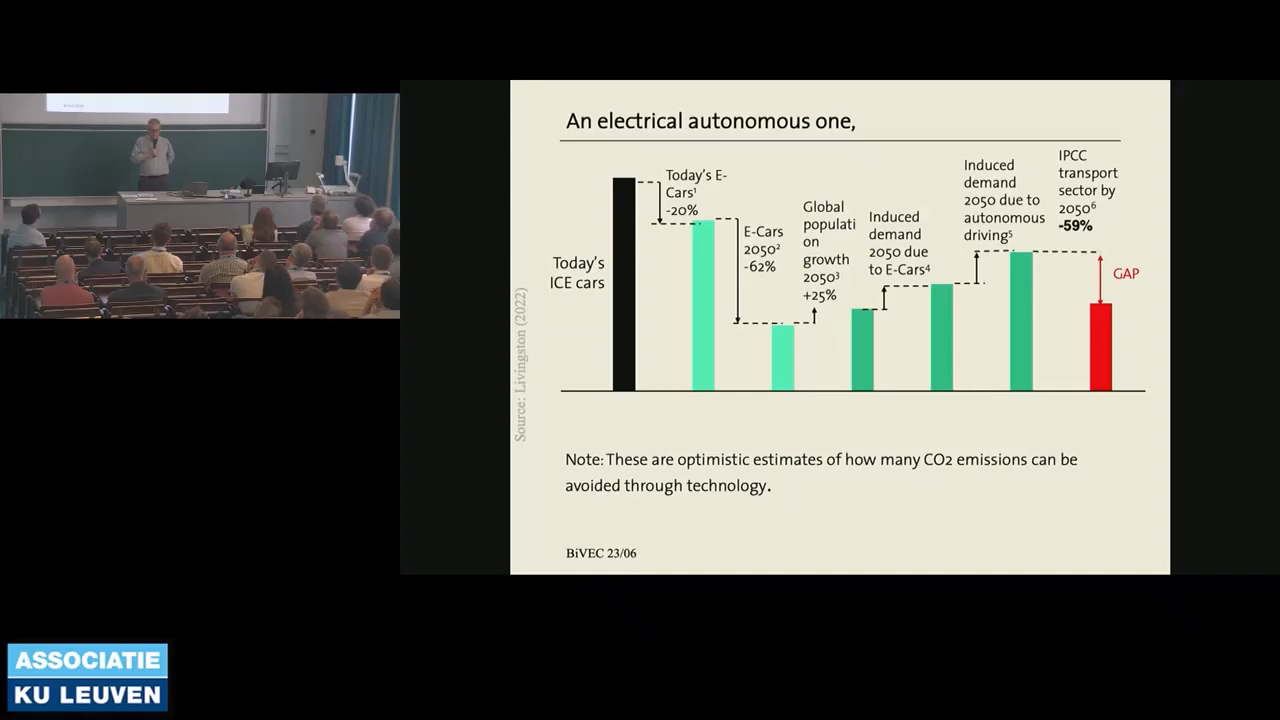 An electrical autonomous one,
Today's
ICE cars
Today's E-
Cars¹
-20%
E-Cars
2050²
-62%
Global
populati
on
growth
2050³
+25%
Induced
demand
2050 due
to E-Cars⁴
Induced
demand
2050 due to
autonomous
driving⁵
IPCC
transport
sector by
2050⁶
-59%
GAP
Source: Livingston (2022)
Note: These are optimistic estimates of how many CO2 emissions can be
avoided through technology.
BiVEC 23/06
ASSOCIATIE
KU LEUVEN